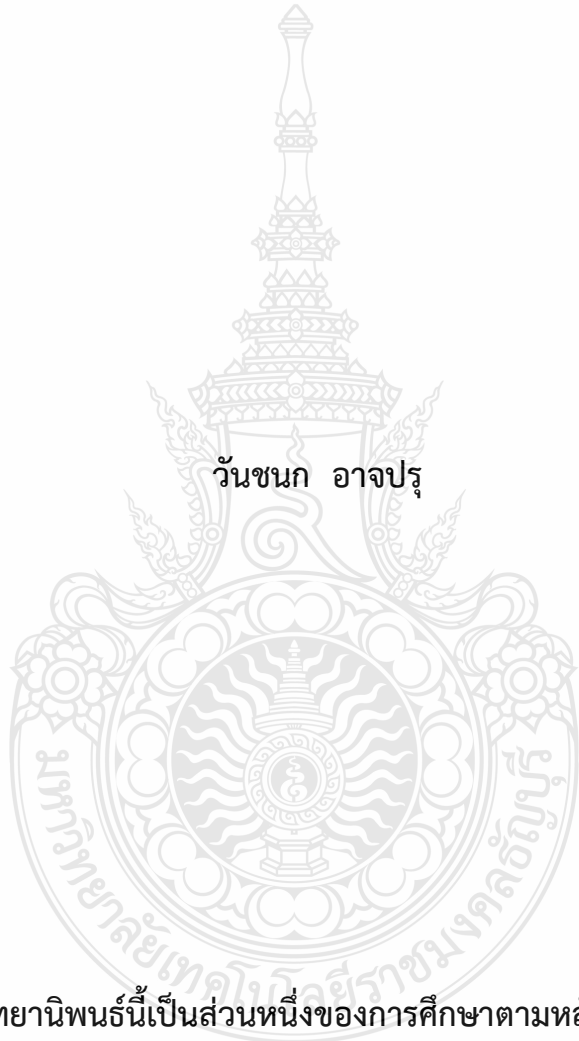 วันชนก อาจปรุ
มหาวิทยาลัยเทคโนโลยีราชมงคลธัญบุรี
ทยานิพนธ์นี้เป็นส่วนหนึ่งของการศึกษาตามหล